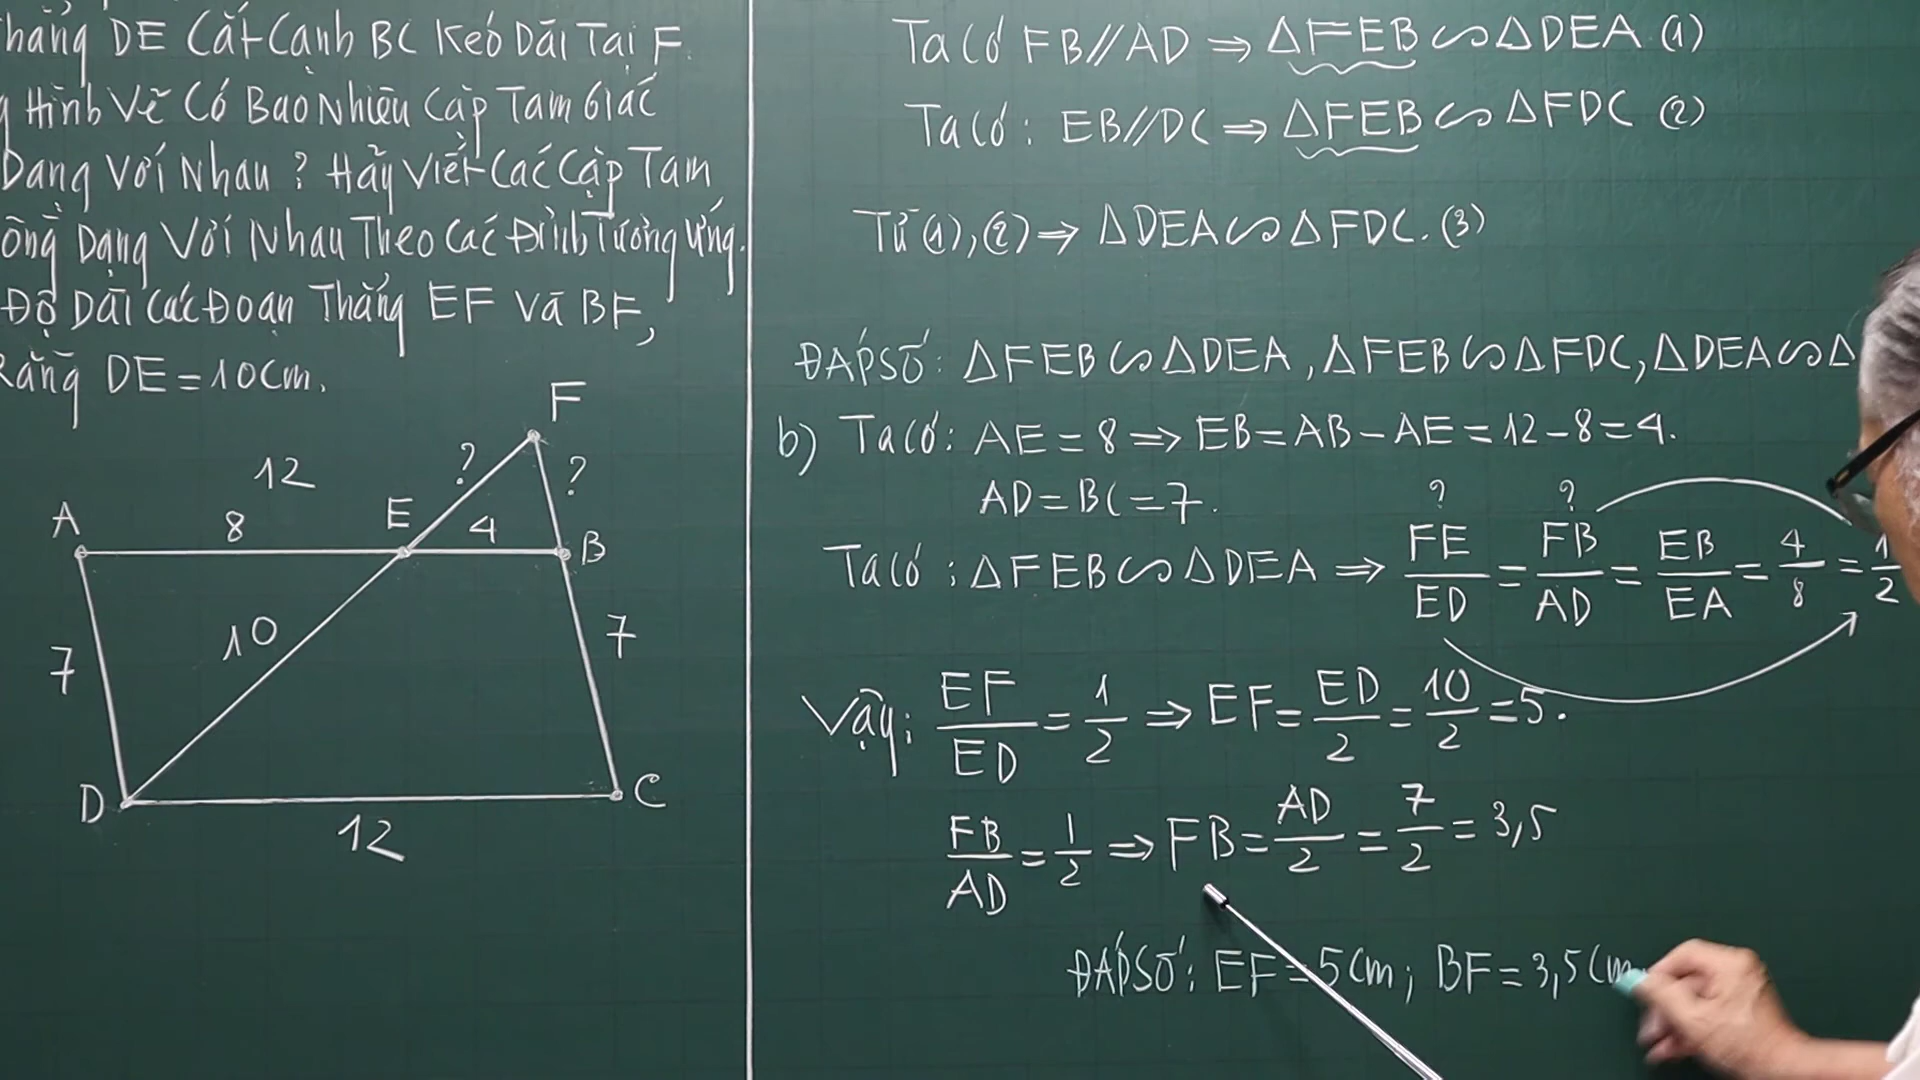 DE Cắt Cạnh BC Kéo Dài Tại F.
Hình Vẽ Có Bao Nhiêu Cặp Tam Giác
Dạng Với Nhau ? Hãy Viết Các Cặp Tam
Dạng Với Nhau Theo Các Đỉnh Tương Ứng.
Độ Dài Các Đoạn Thẳng EF Và BF,
Rằng DE = 10cm.
F
12
?
?
A
8
E
4
B
7
10
7
D
12
C
Ta Có FB // AD ⇒ ΔFEB ∽ ΔDEA (1)
Ta Có : EB // DC ⇒ ΔFEB ∽ ΔFDC (2)
Từ (1), (2) ⇒ ΔDEA ∽ ΔFDC. (3)
ĐÁP SỐ : ΔFEB ∽ ΔDEA , ΔFEB ∽ ΔFDC, ΔDEA ∽ Δ
b) Ta Có : AE = 8 ⇒ EB = AB - AE = 12 - 8 = 4.
AD = BC = 7.
? ?
Ta Có : ΔFEB ∽ ΔDEA ⇒ FE/ED = FB/AD = EB/EA = 4/8 = 1/2
Vậy : EF/ED = 1/2 ⇒ EF = ED/2 = 10/2 = 5.
FB/AD = 1/2 ⇒ FB = AD/2 = 7/2 = 3,5
ĐÁP SỐ : EF = 5cm ; BF = 3,5cm